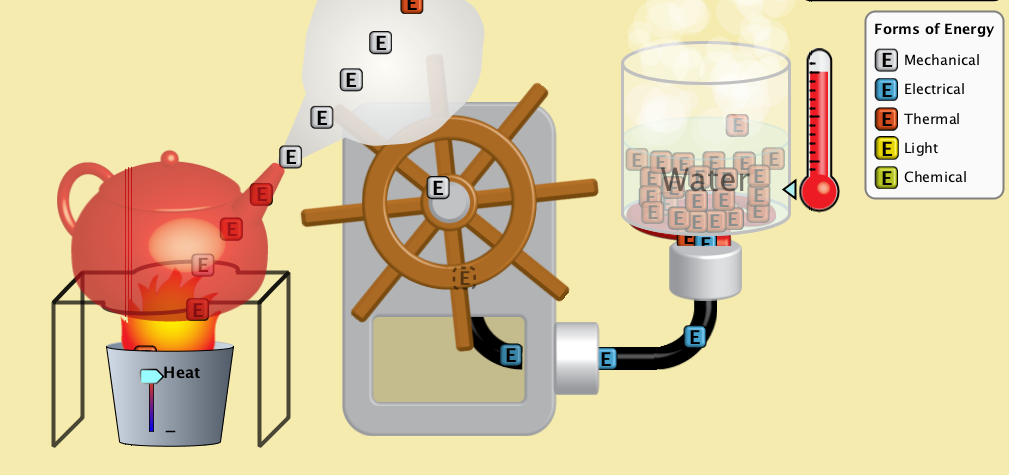 Forms of Energy
E Mechanical
E Electrical
E Thermal
E Light
E Chemical
E
E
E
E
E
E
E
E
E
E
E
Water
E
E
E
E
E
Heat
–